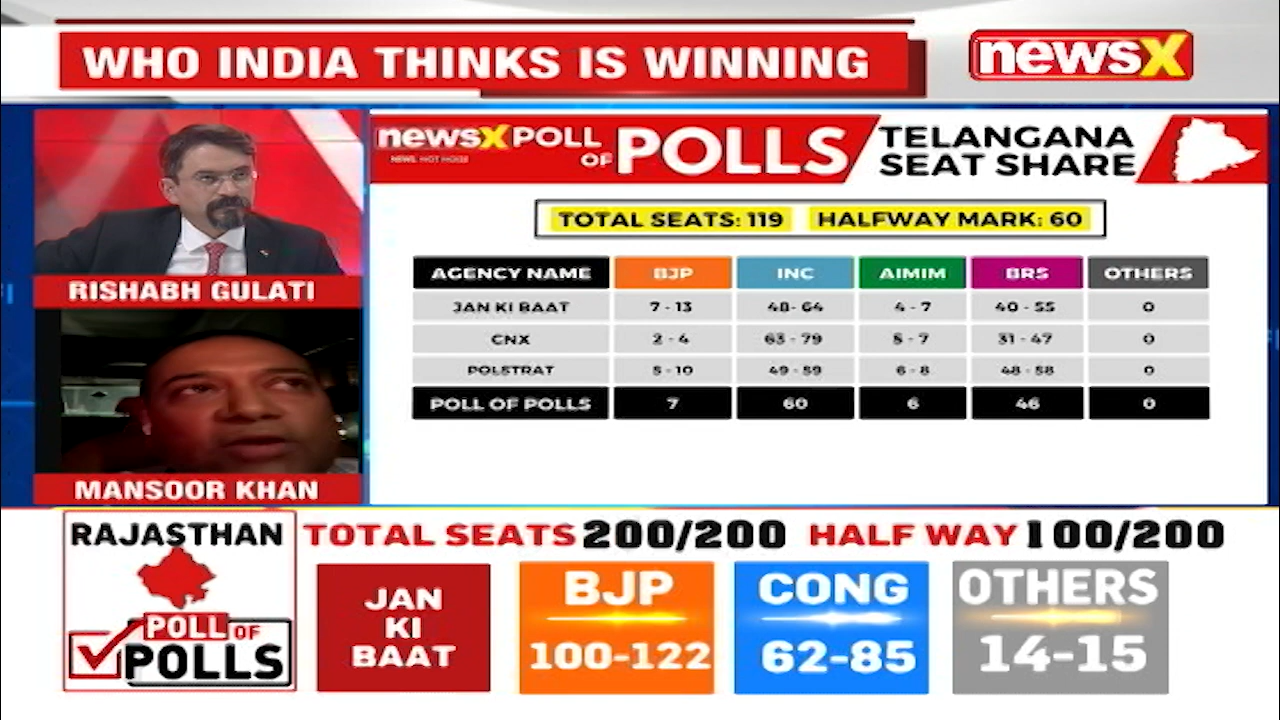 WHO INDIA THINKS IS WINNING
newsX
newsX POLL OF POLLS
NEWS, NOT NOISE
TELANGANA
SEAT SHARE
TOTAL SEATS: 119 HALFWAY MARK: 60
AGENCY NAME BJP INC AIMIM BRS OTHERS
JAN KI BAAT 7 - 13 48- 64 4 - 7 40 - 55 0
CNX 2 - 4 63 - 79 5 - 7 31 - 47 0
POLSTRAT 5 - 10 49 - 59 6 - 8 48 - 58 0
POLL OF POLLS 7 60 6 46 0
RISHABH GULATI
MANSOOR KHAN
RAJASTHAN
POLL OF
POLLS
TOTAL SEATS 200/200 HALF WAY 100/200
JAN
KI
BAAT
BJP
100-122
CONG
62-85
OTHERS
14-15